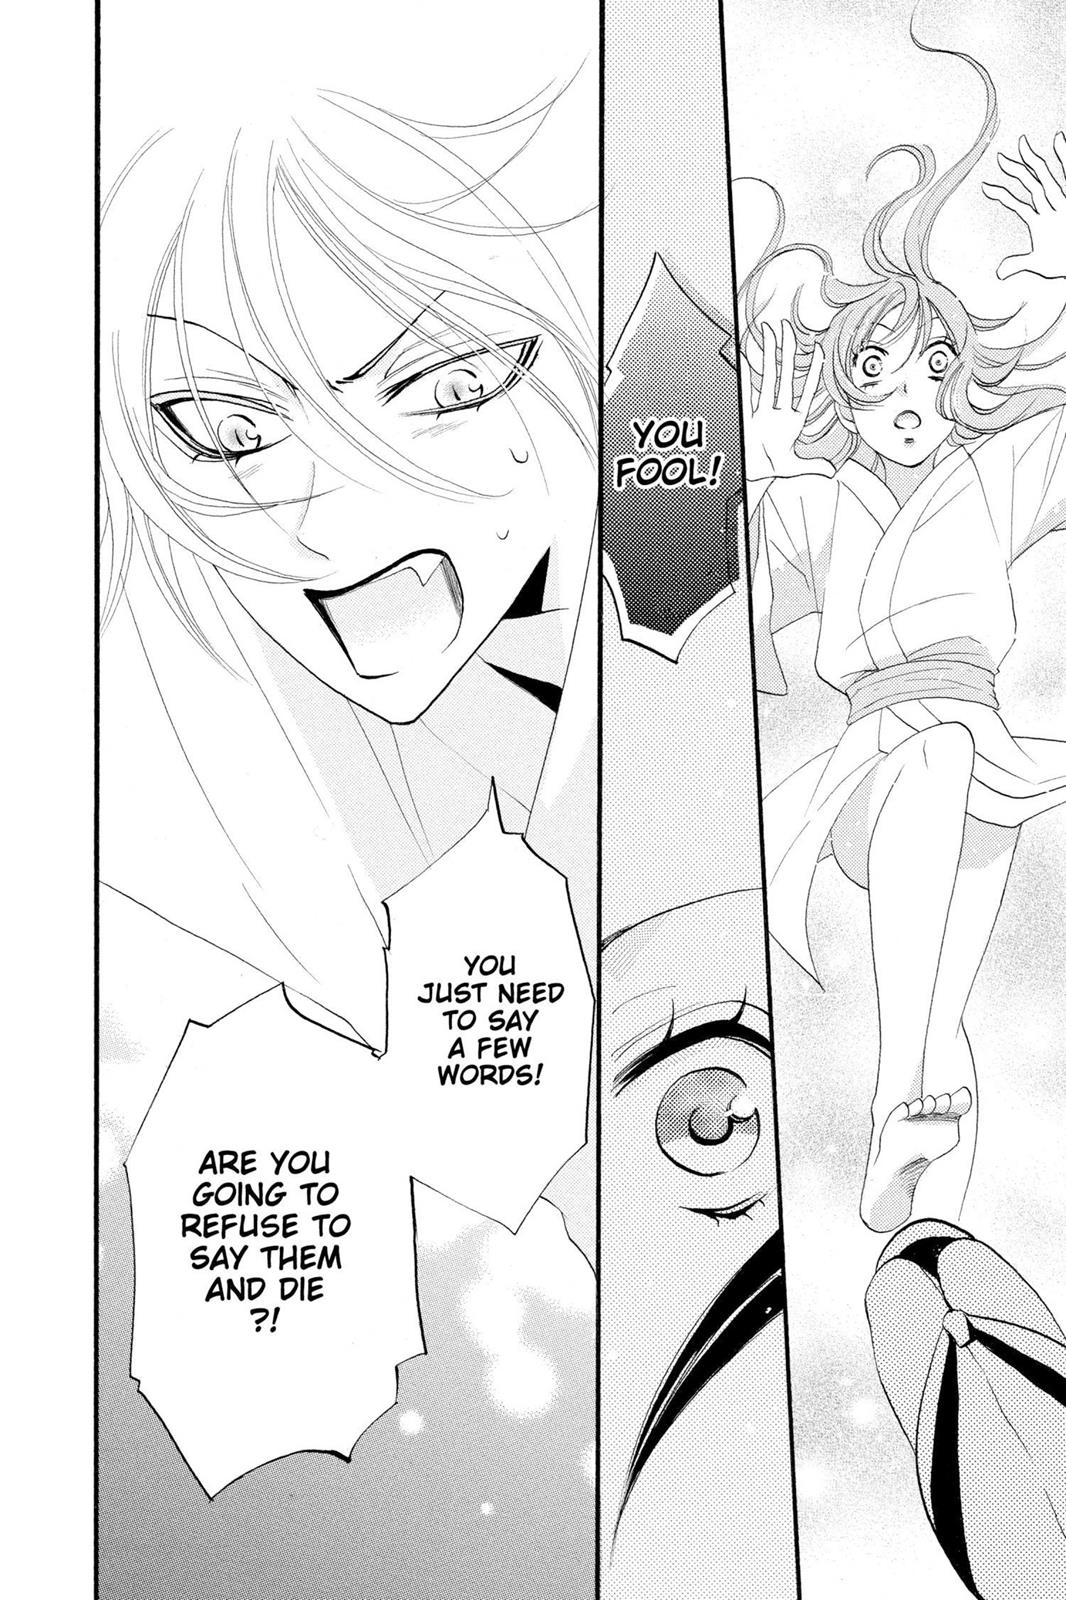 YOU
FOOL!
YOU
JUST NEED
TO SAY
A FEW
WORDS!
ARE YOU
GOING TO
REFUSE TO
SAY THEM
AND DIE
?!